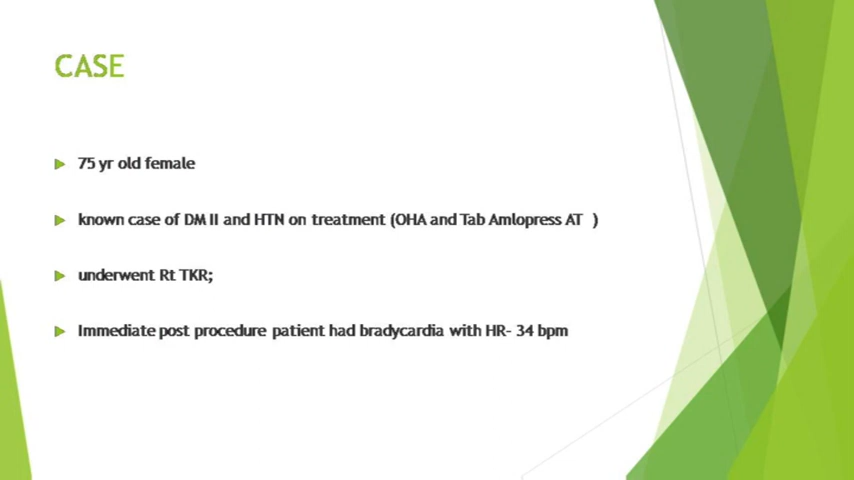 CASE
75 yr old female
known case of DM II and HTN on treatment (OHA and Tab Amlopress AT )
underwent Rt TKR;
Immediate post procedure patient had bradycardia with HR- 34 bpm